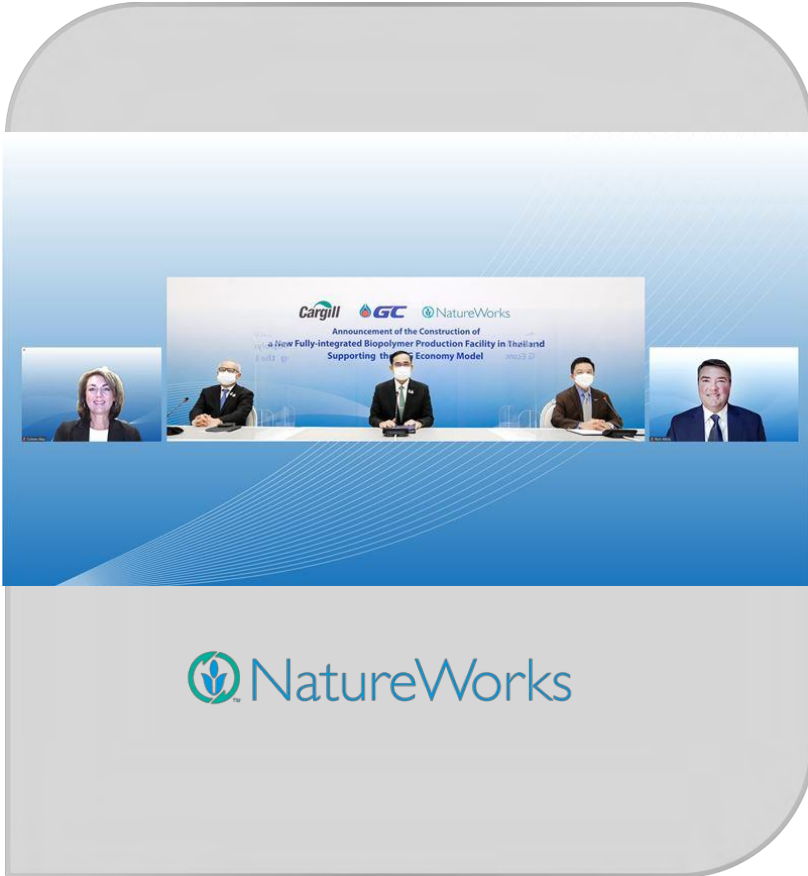 Cargill GC NatureWorks
Announcement of the Construction of
a New Fully-integrated Biopolymer Production Facility in Thailand
Supporting the G Economy Model
NatureWorks
TM